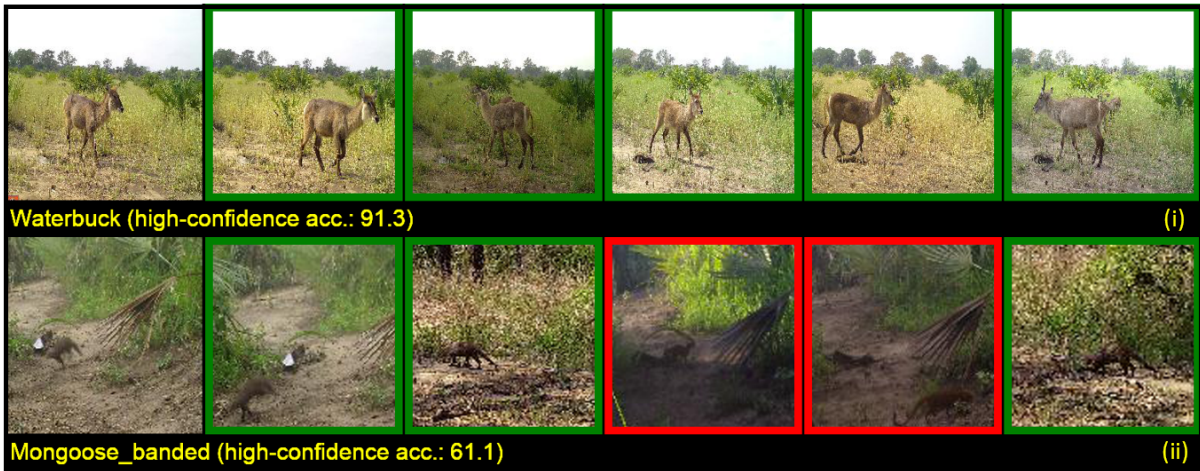 Waterbuck (high-confidence acc.: 91.3) (i)
Mongoose_banded (high-confidence acc.: 61.1) (ii)